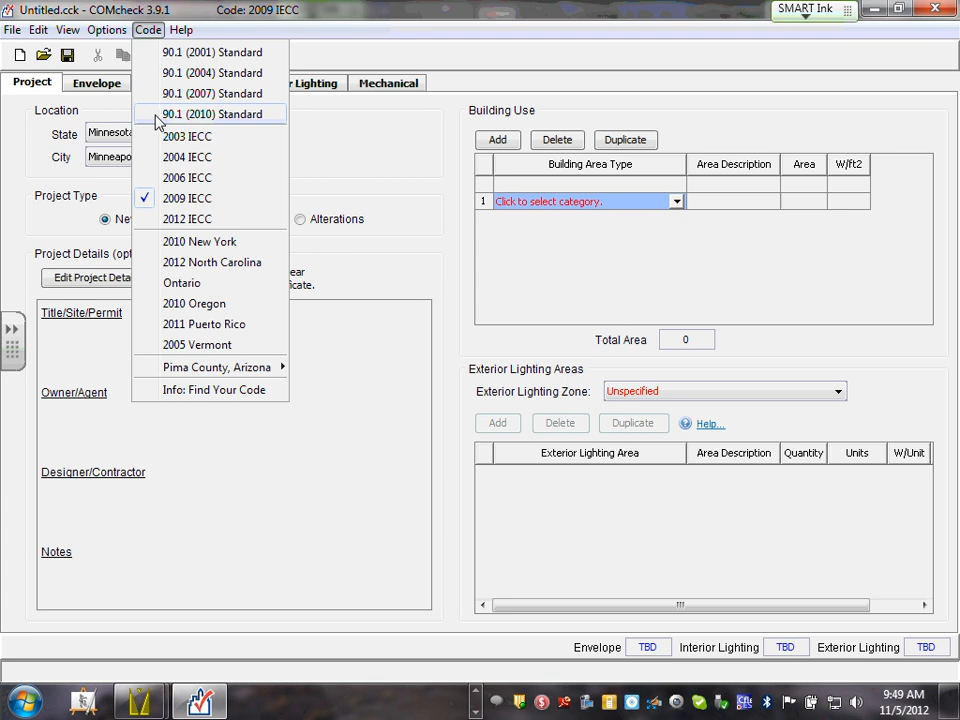 Untitled.cck - COMcheck 3.9.1 Code: 2009 IECC
SMART Ink
File Edit View Options Code Help
90.1 (2001) Standard
90.1 (2004) Standard
90.1 (2007) Standard
90.1 (2010) Standard
2003 IECC
2004 IECC
2006 IECC
2009 IECC
2012 IECC
2010 New York
2012 North Carolina
Ontario
2010 Oregon
2011 Puerto Rico
2005 Vermont
Pima County, Arizona
Info: Find Your Code
Project Envelope r Lighting Mechanical
Location
State Minnesota
City Minneapo
Project Type
Ne Alterations
Project Details (opt
Edit Project Deta
ear
ficate.
Title/Site/Permit
Owner/Agent
Designer/Contractor
Notes
Building Use
Add Delete Duplicate
Building Area Type Area Description Area W/ft2
1 Click to select category.
Total Area 0
Exterior Lighting Areas
Exterior Lighting Zone: Unspecified
Add Delete Duplicate Help...
Exterior Lighting Area Area Description Quantity Units W/Unit
Envelope TBD Interior Lighting TBD Exterior Lighting TBD
9:49 AM
11/5/2012